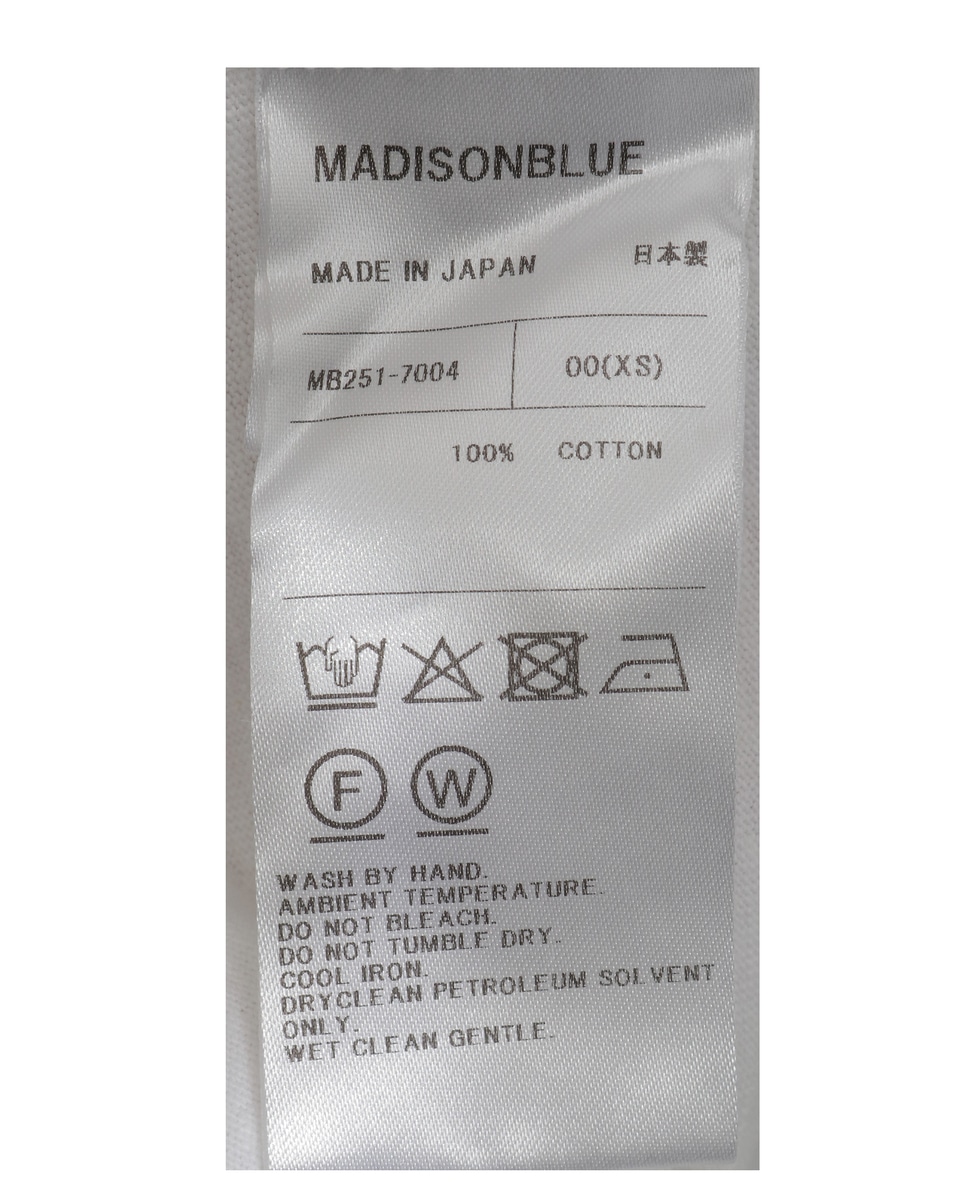 MADISONBLUE
MADE IN JAPAN 日本製
MB251-7004 00(XS)
100% COTTON
F W
WASH BY HAND.
AMBIENT TEMPERATURE.
DO NOT BLEACH.
DO NOT TUMBLE DRY.
COOL IRON.
DRYCLEAN PETROLEUM SOLVENT
ONLY.
WET CLEAN GENTLE.